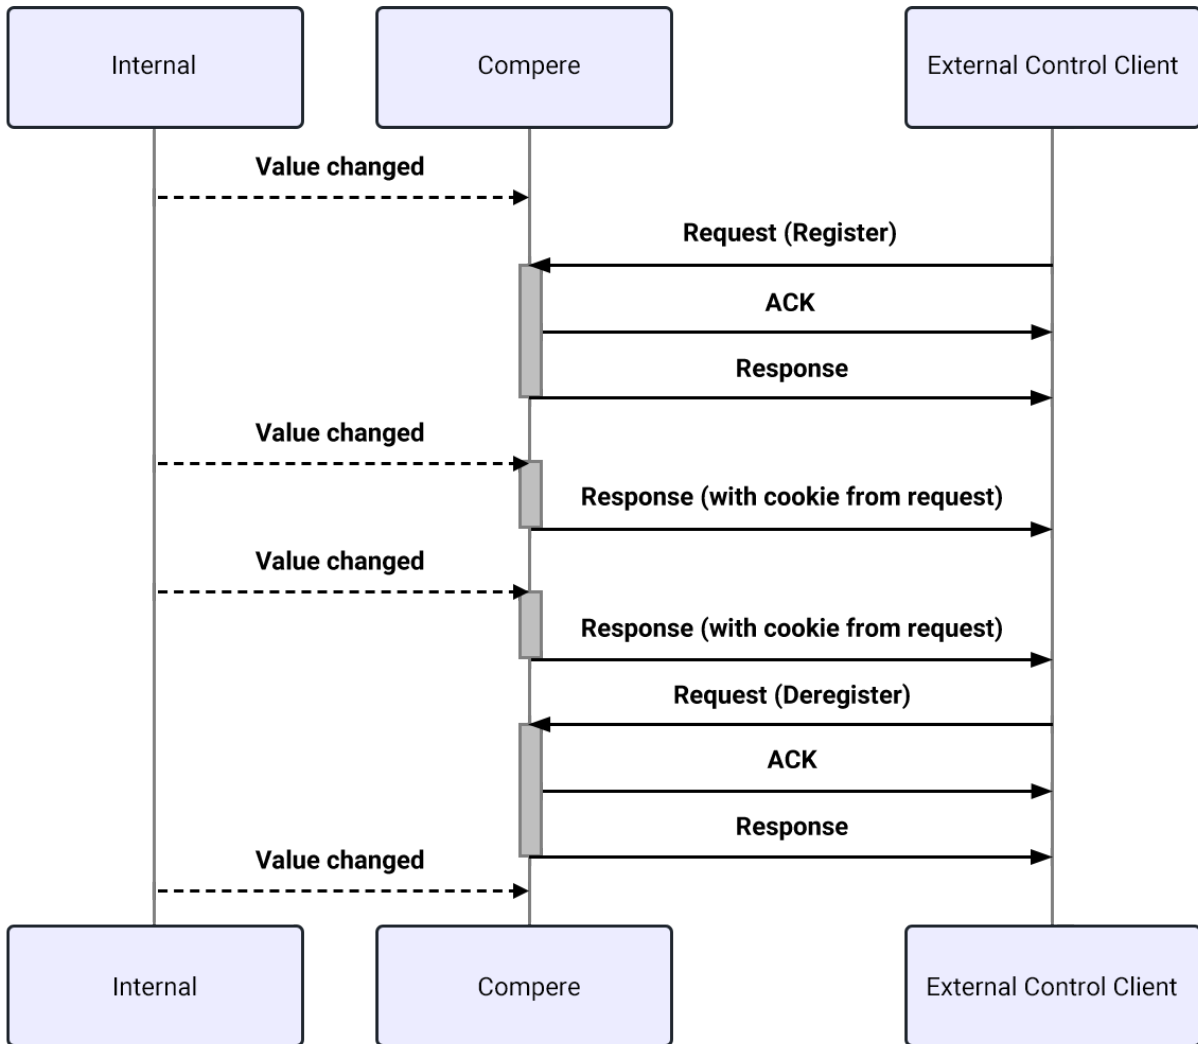 Internal
Compere
External Control Client
Value changed
Request (Register)
ACK
Response
Value changed
Response (with cookie from request)
Value changed
Response (with cookie from request)
Request (Deregister)
ACK
Response
Value changed
Internal
Compere
External Control Client